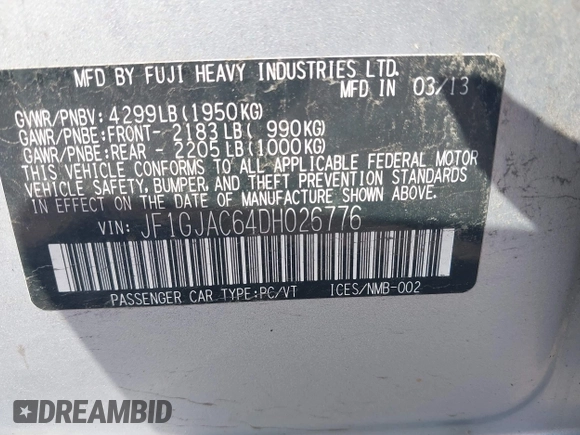 MFD BY FUJI HEAVY INDUSTRIES LTD.
MFD IN 03/13
GVWR/PNBV: 4299LB(1950KG)
GAWR/PNBE:FRONT- 2183LB( 990KG)
GAWR/PNBE:REAR - 2205LB(1000KG)
THIS VEHICLE CONFORMS TO ALL APPLICABLE FEDERAL MOTOR
VEHICLE SAFETY, BUMPER, AND THEFT PREVENTION STANDARDS
IN EFFECT ON THE DATE OF MANUFACTURE SHOWN ABOVE.
VIN: JF1GJAC64DH026776
PASSENGER CAR TYPE:PC/VT ICES/NMB-002
DREAMBID